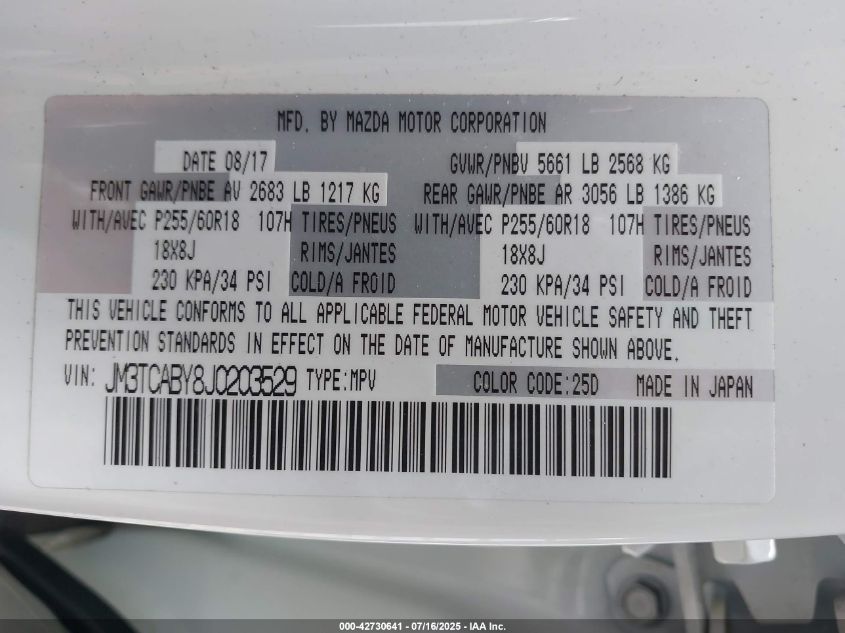 MFD. BY MAZDA MOTOR CORPORATION
DATE 08/17 GVWR/PNBV 5661 LB 2568 KG
FRONT GAWR/PNBE AV 2683 LB 1217 KG REAR GAWR/PNBE AR 3056 LB 1386 KG
WITH/AVEC P255/60R18 107H TIRES/PNEUS WITH/AVEC P255/60R18 107H TIRES/PNEUS
18X8J RIMS/JANTES 18X8J RIMS/JANTES
230 KPA/34 PSI COLD/A FROID 230 KPA/34 PSI COLD/A FROID
THIS VEHICLE CONFORMS TO ALL APPLICABLE FEDERAL MOTOR VEHICLE SAFETY AND THEFT
PREVENTION STANDARDS IN EFFECT ON THE DATE OF MANUFACTURE SHOWN ABOVE.
VIN: JM3TCABY8J0203529 TYPE:MPV COLOR CODE:25D MADE IN JAPAN
000-42730641 - 07/16/2025 - IAA Inc.